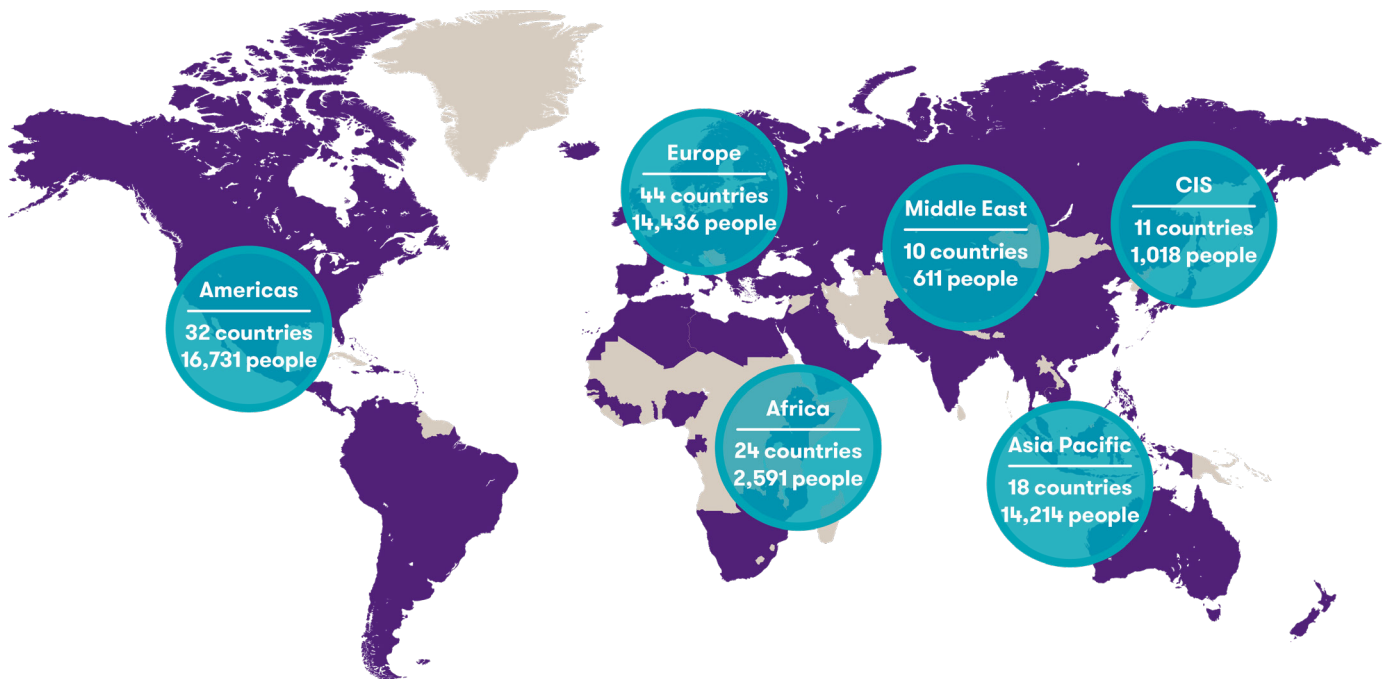 Europe
44 countries
14,436 people
CIS
11 countries
1,018 people
Middle East
10 countries
611 people
Americas
32 countries
16,731 people
Africa
24 countries
2,591 people
Asia Pacific
18 countries
14,214 people